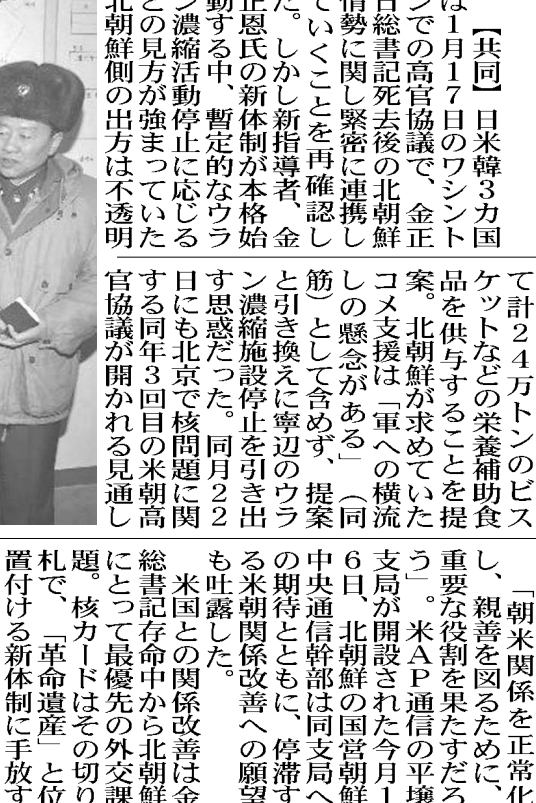 【共同】日米韓3カ国
は1月17日のワシント
ンでの高官協議で、金正
日総書記死去後の北朝鮮
情勢に関し緊密に連携し
ていくことを再確認し
た。しかし新指導者、金
正恩氏の新体制が本格始
動する中、暫定的なウラ
ン濃縮活動停止に応じる
との見方が強まっていた
北朝鮮側の出方は不透明
て計24万トンのビス
ケットなどの栄養補助食
品を供与することを提
案。北朝鮮が求めていた
コメ支援は「軍への横流
しの懸念がある」（同
筋）として含めず、提案
と引き換えに寧辺のウラ
ン濃縮施設停止を引き出
す思惑だった。同月22
日にも北京で核問題に関
する同年3回目の米朝高
官協議が開かれる見通し
「朝米関係を正常化
し、親善を図るために、
重要な役割を果たすだろ
う」。米AP通信の平壌
支局が開設された今月1
6日、北朝鮮の国営朝鮮
中央通信幹部は同支局へ
の期待とともに、停滞す
る米朝関係改善への願望
も吐露した。
米国との関係改善は金
総書記存命中から北朝鮮
にとって最優先の外交課
題。核カードはその切り
札で、「革命遺産」と位
置付ける新体制に手放す